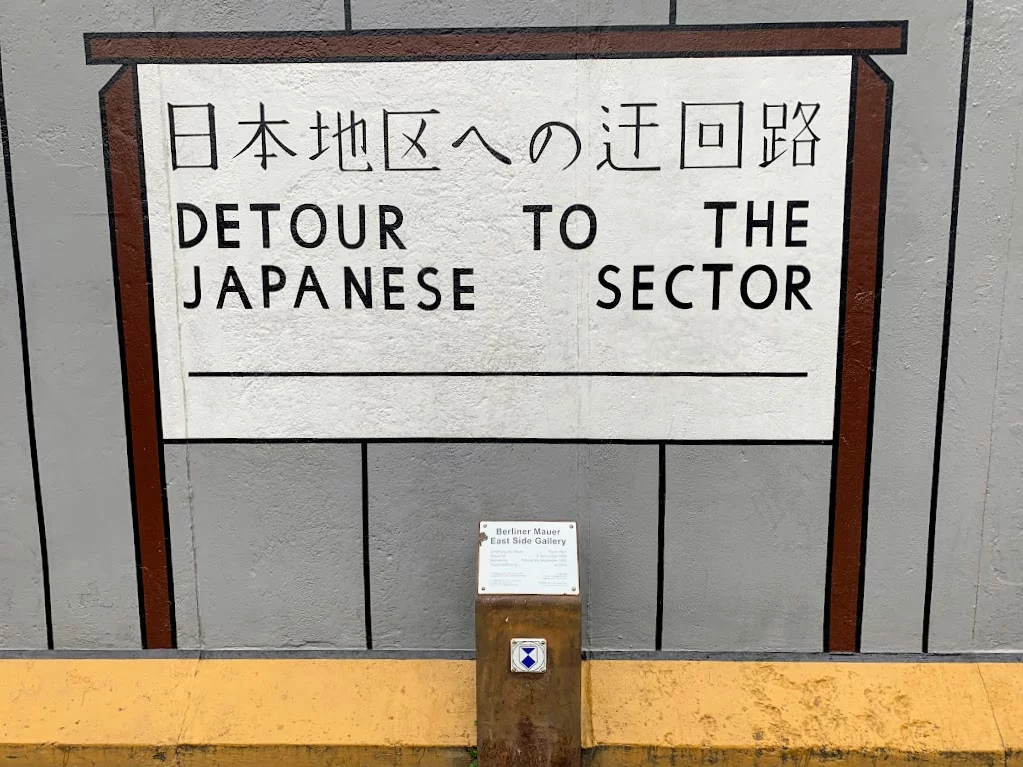 日本地区への迂回路
DETOUR TO THE
JAPANESE SECTOR
Berliner Mauer
East Side Gallery